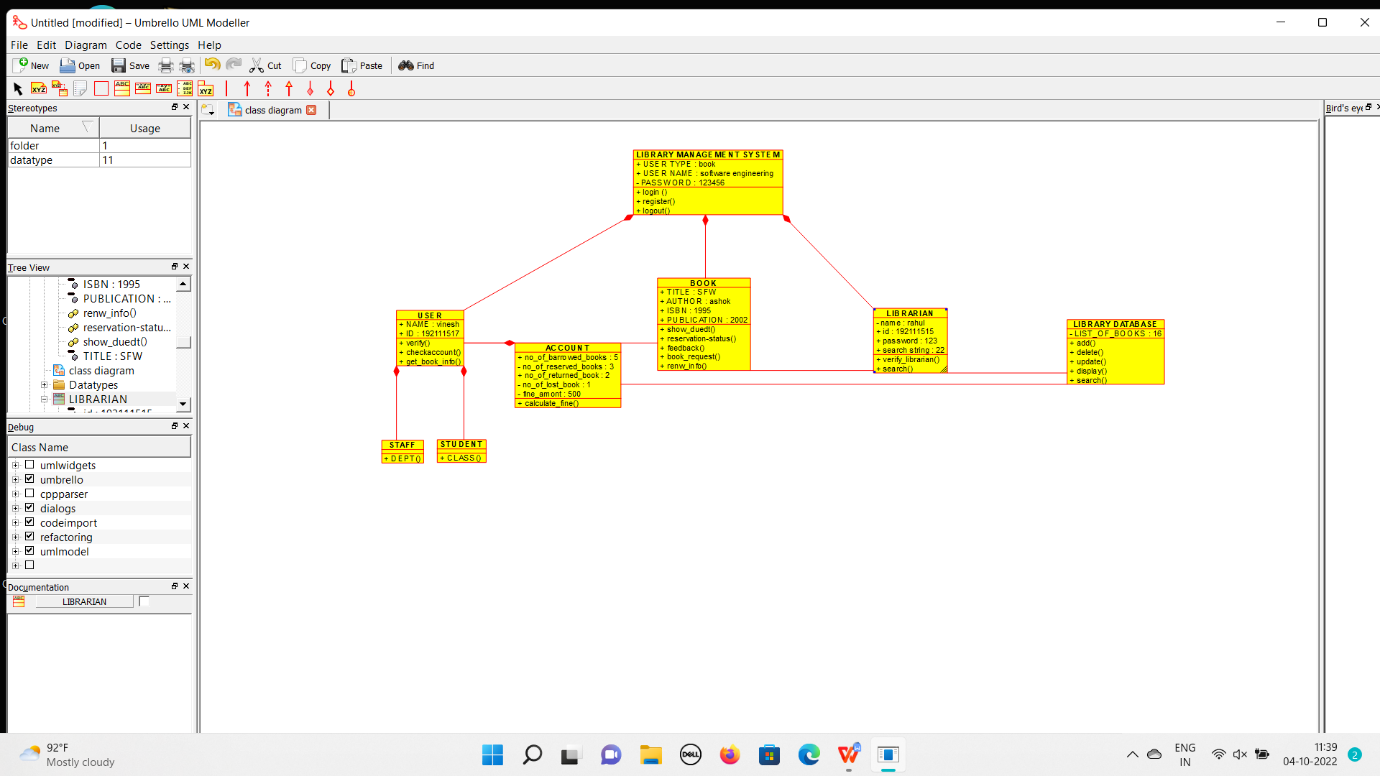 Untitled [modified] – Umbrello UML Modeller
File Edit Diagram Code Settings Help
New Open Save Cut Copy Paste Find
Stereotypes
Name Usage
folder 1
datatype 11
Tree View
ISBN : 1995
PUBLICATION : ...
renw_info()
reservation-statu...
show_duedt()
TITLE : SFW
class diagram
Datatypes
LIBRARIAN
Debug
Class Name
umlwidgets
umbrello
cppparser
dialogs
codeimport
refactoring
umlmodel
Documentation
LIBRARIAN
class diagram
Bird's eye
LIBRARY MANAGEMENT SYSTEM
+ USER TYPE : book
+ USER NAME : software engineering
- PASSWORD : 123456
+ login ()
+ register()
+ logout()
USER
+ NAME : vinesh
+ ID : 192111517
+ verify()
+ checkaccount()
+ get_book_info()
ACCOUNT
+ no_of_barrowed_books : 5
- no_of_reserved_books : 3
+ no_of_returned_book : 2
- no_of_lost_book : 1
- fine_amont : 500
+ calculate_fine()
BOOK
+ TITLE : SFW
+ AUTHOR : ashok
+ ISBN : 1995
+ PUBLICATION : 2002
+ show_duedt()
+ reservation-status()
+ feedback()
+ book_request()
+ renw_info()
LIBRARIAN
- name : rahul
+ id : 192111515
+ password : 123
+ search string : 22
+ verify_librarian()
+ search()
LIBRARY DATABASE
- LIST_OF_BOOKS : 16
+ add()
+ delete()
+ update()
+ display()
+ search()
STAFF
+ DEPT()
STUDENT
+ CLASS()
92°F
Mostly cloudy
DELL
ENG
IN
11:39
04-10-2022
2